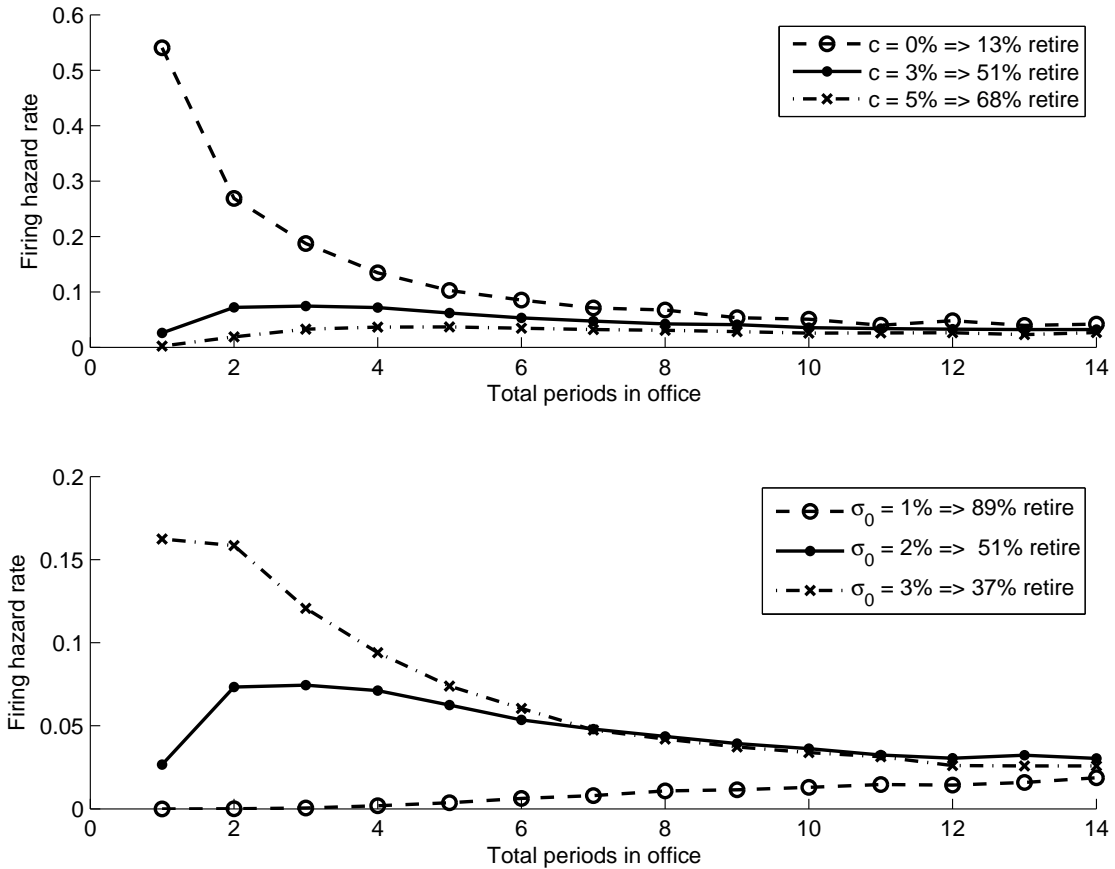 0.6
0.5
0.4
0.3
0.2
0.1
0
Firing hazard rate
c = 0% => 13% retire
c = 3% => 51% retire
c = 5% => 68% retire
0 2 4 6 8 10 12 14
Total periods in office
0.2
0.15
0.1
0.05
0
Firing hazard rate
σ0 = 1% => 89% retire
σ0 = 2% => 51% retire
σ0 = 3% => 37% retire
0 2 4 6 8 10 12 14
Total periods in office